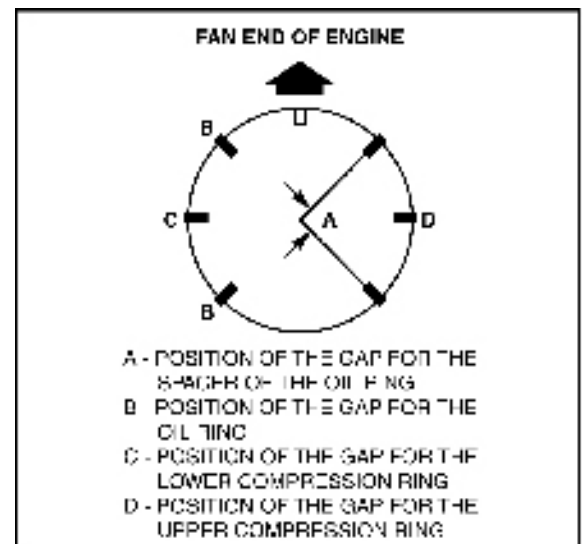 FAN END OF ENGINE
B
C
A
D
B
A - POSITION OF THE GAP FOR THE
SPACER OF THE OIL RING
B - POSITION OF THE GAP FOR THE
OIL RING
C - POSITION OF THE GAP FOR THE
LOWER COMPRESSION RING
D - POSITION OF THE GAP FOR THE
UPPER COMPRESSION RING